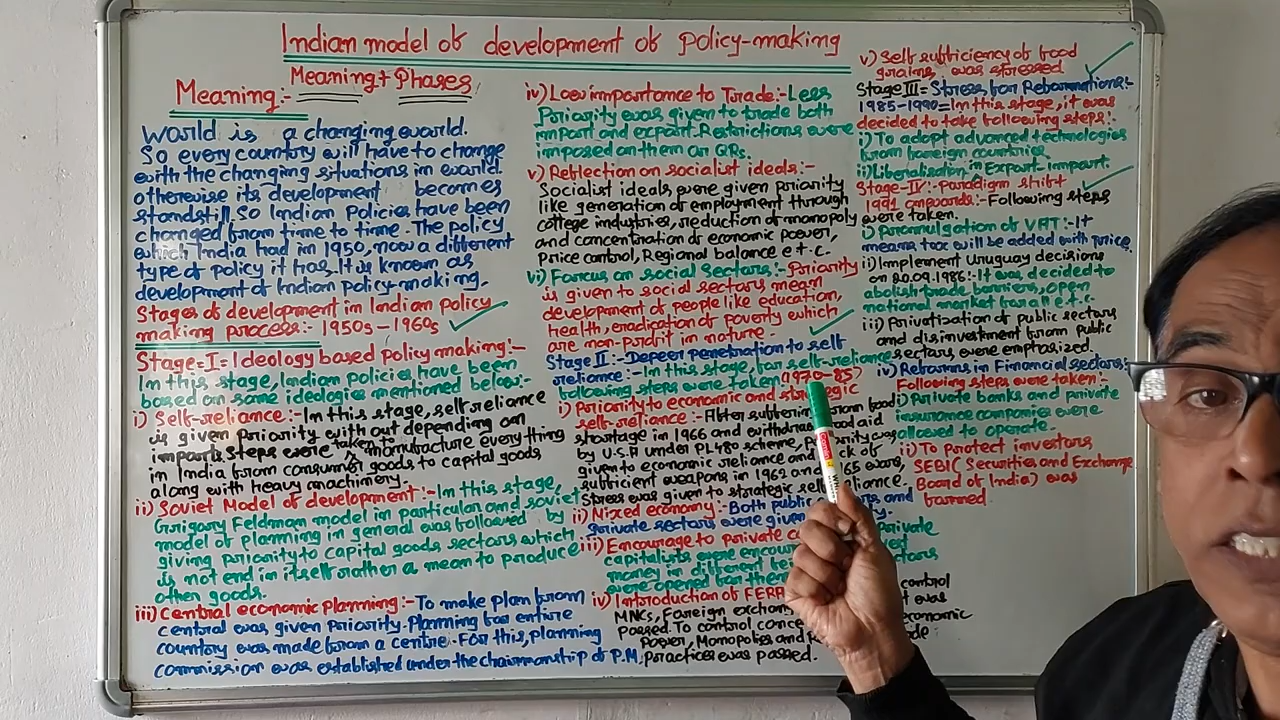 Indian model of development of policy-making
Meaning + Phases
Meaning:-
World is a changing world.
So every country will have to change
with the changing situations in world.
otherwise its development becomes
standstill. So Indian Policies have been
changed from time to time. The policy
which India had in 1950, now a different
type of policy it has. It is known as
development of Indian policy-making.
Stages of development in Indian policy
making process:- 1950s-1960s
Stage-I = Ideology based Policy making:-
In this stage, Indian policies have been
based on some ideologies mentioned below:-
i) Self-reliance:- In this stage, self reliance
is given Priority with out depending on
imports. Steps were taken to manufacture everything
in India from consumer goods to capital goods
along with heavy machinery.
ii) Soviet Model of development:- In this stage,
Grigary Feldman model in particular and soviet
model of planning in general was followed by
giving Priority to capital goods sectors which
is not end in itself rather a mean to produce
other goods.
iii) Central economic planning:- To make plan from
central was given Priority. Planning for entire
country was made from a centre. For this, planning
commission was established under the chairmanship of P.M.
iv) Low importance to Trade:- Less
Priority was given to trade both
import and export. Restrictions were
imposed on them or QRs.
v) Reflection on socialist ideals:-
Socialist ideals were given priority
like generation of employment through
college industries, reduction of monopoly
and concentration of economic power,
Price control, Regional balance e.t.c.
vi) Foucus on social Sectors:- Priority
is given to social sectors mean
development of people like education,
health, eradication of poverty which
are non-profit in nature.
Stage II:- Deeper penetration to self
reliance:- In this stage, for self-reliance
following steps were taken (1970-85)
i) Priority to economic and strategic
self-reliance:- After suffering from food
shortage in 1966 and withdraw food aid
by U.S.A under PL480 scheme, Priority was
given to economic reliance and lack of
sufficient weapons in 1962 and 1965 wars,
Stress was given to strategic self reliance.
ii) Mixed economy:- Both public and
private sectors were given
iii) Encourage to private private
capitalists were
money in different sectors
were opened for them
iv) Introduction of FERA control
MNCs, Foreign was
passed. To control economic
Power, Monopolies and
Practices was passed.
v) Self sufficiency of food
grains was stressed
Stage III = Stress for Reformations:-
1985-1990 = In this stage, it was
decided to take following steps:-
i) To adopt advanced technologies
from foreign countries.
ii) Liberalisation in Export-import.
Stage-IV:- Paradigm shift
1991 onwards:- Following steps
were taken.
i) Promulgation of VAT:- It
means tax will be added with price.
ii) Implement Uruguay decisions
on 20.09.1986:- It was decided to
abolish trade barriers, open
national market for all e.t.c.
iii) Privatization of public sectors
and disinvestment from public
sectors were emphasized.
iv) Reforms in Financial sectors:-
Following steps were taken:-
i) Private banks and private
insurance companies were
allowed to operate.
ii) To protect investors
SEBI (Securities and Exchange
Board of India) was
formed.